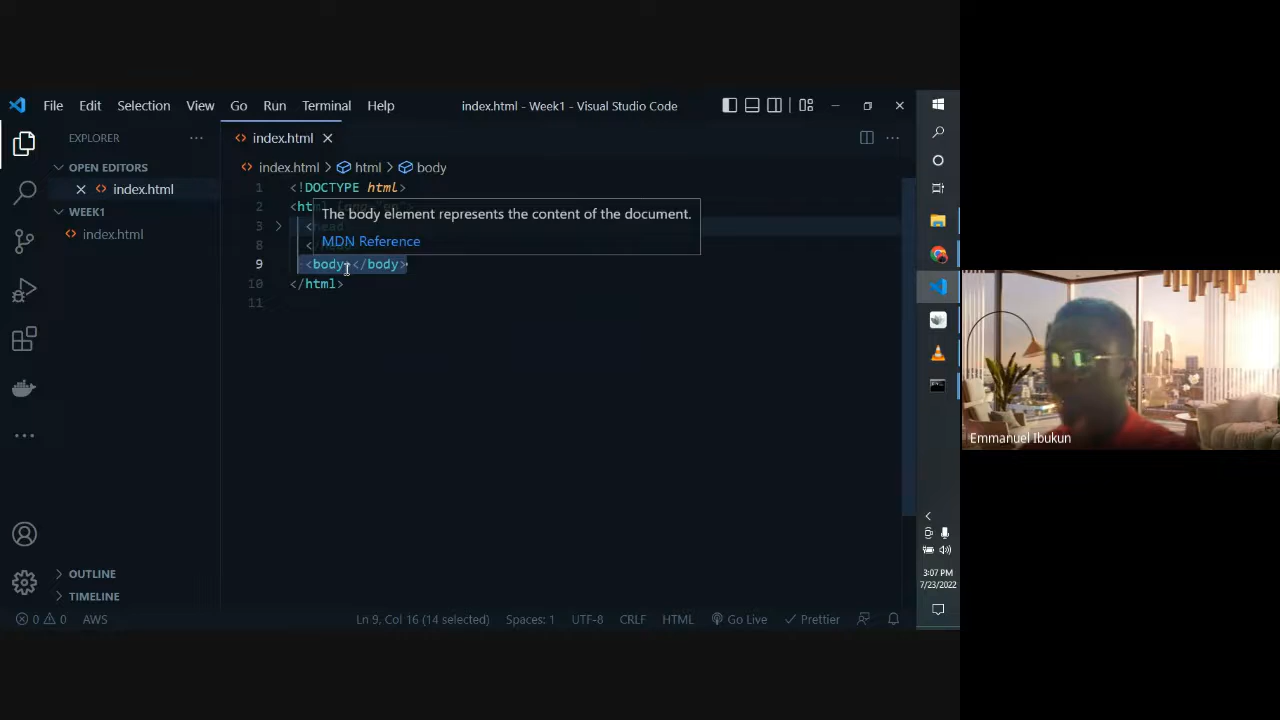 File Edit Selection View Go Run Terminal Help
index.html - Week1 - Visual Studio Code
EXPLORER
index.html
OPEN EDITORS
index.html
WEEK1
index.html
index.html > html > body
1 <!DOCTYPE html>
2 <html
3 <head
9 <body></body>
10 </html>
11
The body element represents the content of the document.
MDN Reference
OUTLINE
TIMELINE
0 0 AWS
Ln 9, Col 16 (14 selected) Spaces: 1 UTF-8 CRLF HTML Go Live Prettier
3:07 PM
7/23/2022
Emmanuel Ibukun